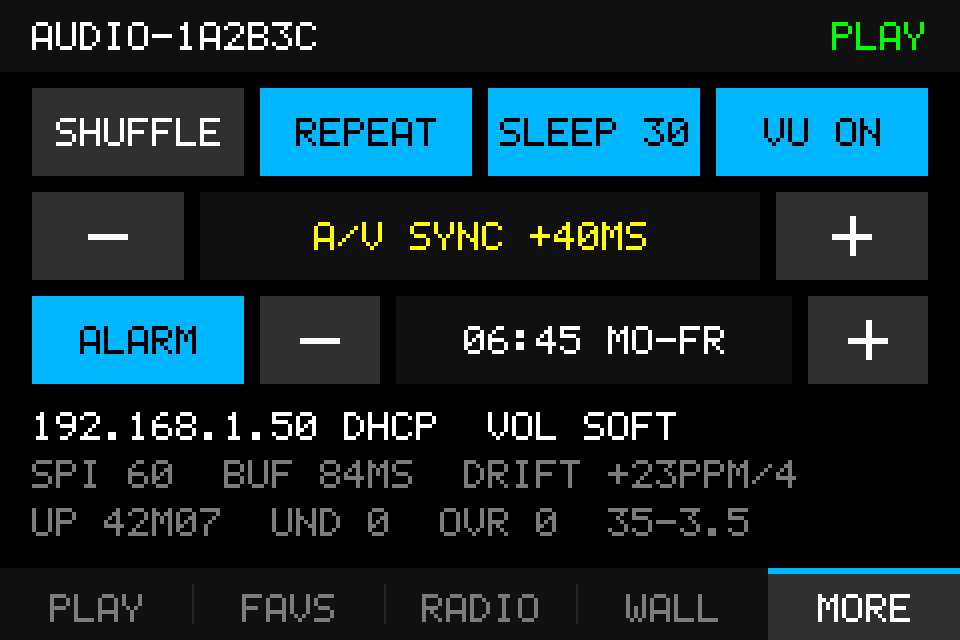 AUDIO-1A2B3C PLAY
SHUFFLE REPEAT SLEEP 30 VU ON
− A/V SYNC +40MS +
ALARM − 06:45 MO-FR +
192.168.1.50 DHCP VOL SOFT
SPI 60 BUF 84MS DRIFT +23PPM/4
UP 42M07 UND 0 OVR 0 35-3.5
PLAY FAVS RADIO WALL MORE